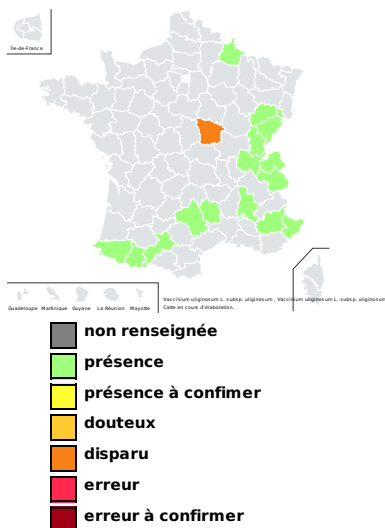 Île-de-France
Guadeloupe Martinique Guyane La Réunion Mayotte
Vaccinium uliginosum L. subsp. uliginosum , Vaccinium uliginosum L. subsp. uliginosum
Carte en cours d'élaboration.
non renseignée
présence
présence à confimer
douteux
disparu
erreur
erreur à confirmer